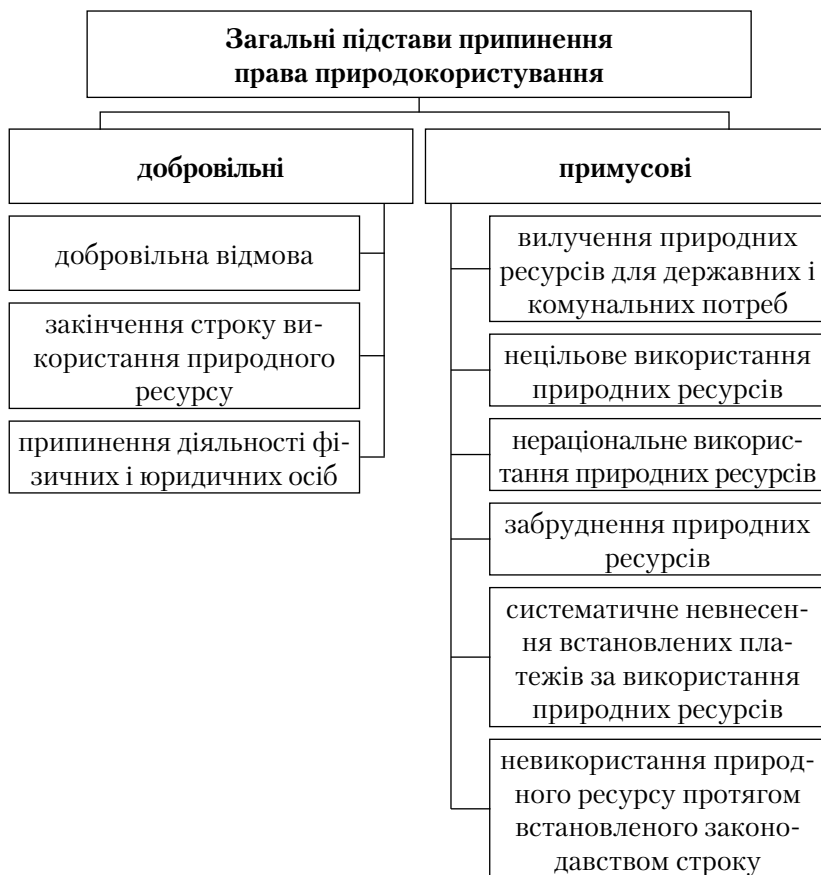 Загальні підстави припинення
права природокористування
добровільні
добровільна відмова
закінчення строку ви-
користання природного
ресурсу
припинення діяльності фі-
зичних і юридичних осіб
примусові
вилучення природних
ресурсів для державних і
комунальних потреб
нецільове використання
природних ресурсів
нераціональне викорис-
тання природних ресурсів
забруднення природних
ресурсів
систематичне невнесен-
ня встановлених пла-
тежів за використання
природних ресурсів
невикористання природ-
ного ресурсу протягом
встановленого законо-
давством строку